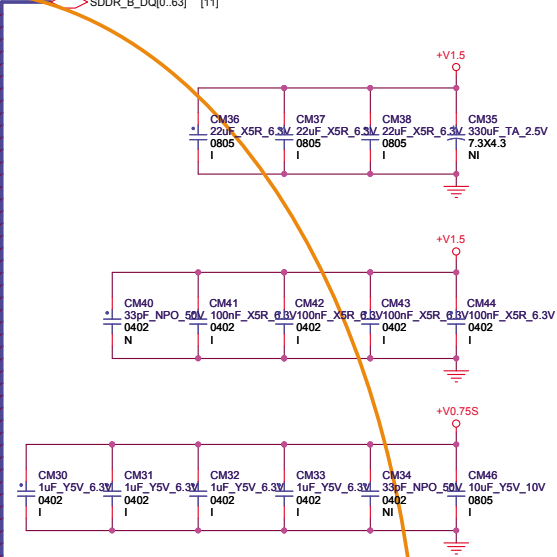 SDDR_B_DQ[0..63] [11]
+V1.5
CM36 CM37 CM38 CM35
22uF_X5R_6.3V 22uF_X5R_6.3V 22uF_X5R_6.3V 330uF_TA_2.5V
0805 0805 0805 7.3X4.3
I I I NI
+V1.5
CM40 CM41 CM42 CM43 CM44
33pF_NPO_50V 100nF_X5R_6.3V 100nF_X5R_6.3V 100nF_X5R_6.3V 100nF_X5R_6.3V
0402 0402 0402 0402 0402
N I I I I
+V0.75S
CM30 CM31 CM32 CM33 CM34 CM46
1uF_Y5V_6.3V 1uF_Y5V_6.3V 1uF_Y5V_6.3V 1uF_Y5V_6.3V 33pF_NPO_50V 10uF_Y5V_10V
0402 0402 0402 0402 0402 0805
I I I I NI I